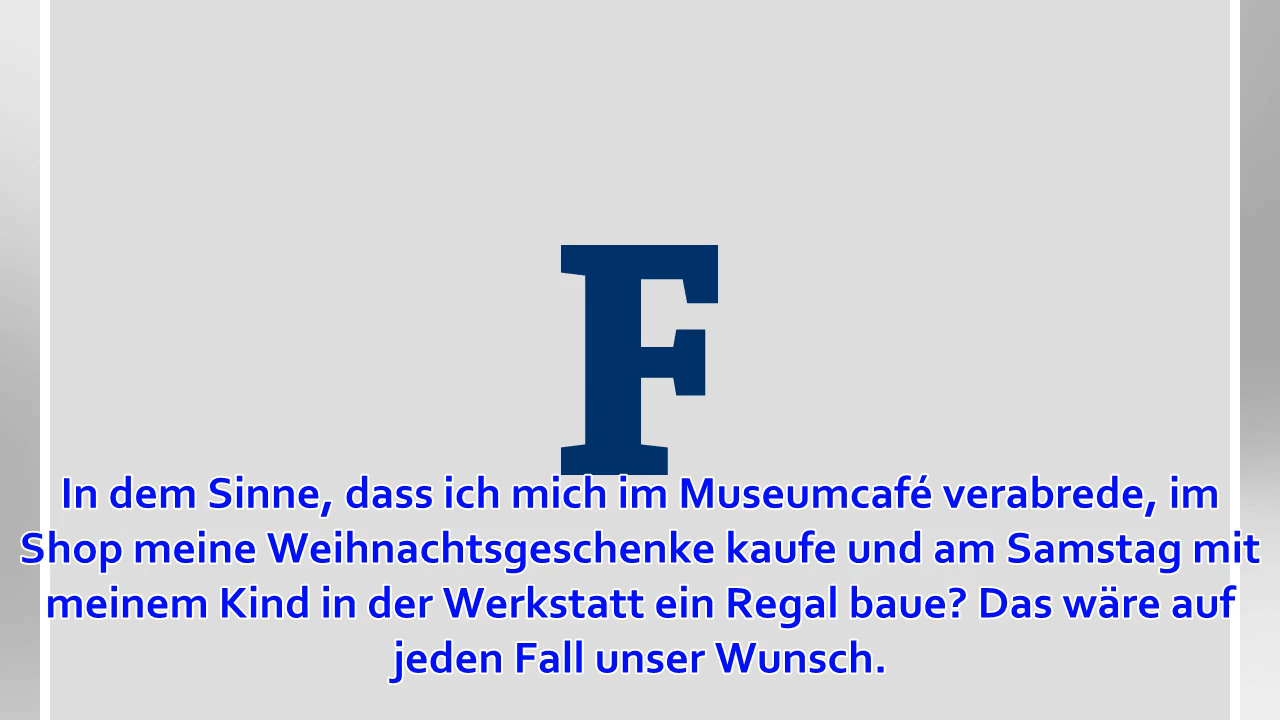 F
In dem Sinne, dass ich mich im Museumcafé verabrede, im
Shop meine Weihnachtsgeschenke kaufe und am Samstag mit
meinem Kind in der Werkstatt ein Regal baue? Das wäre auf
jeden Fall unser Wunsch.